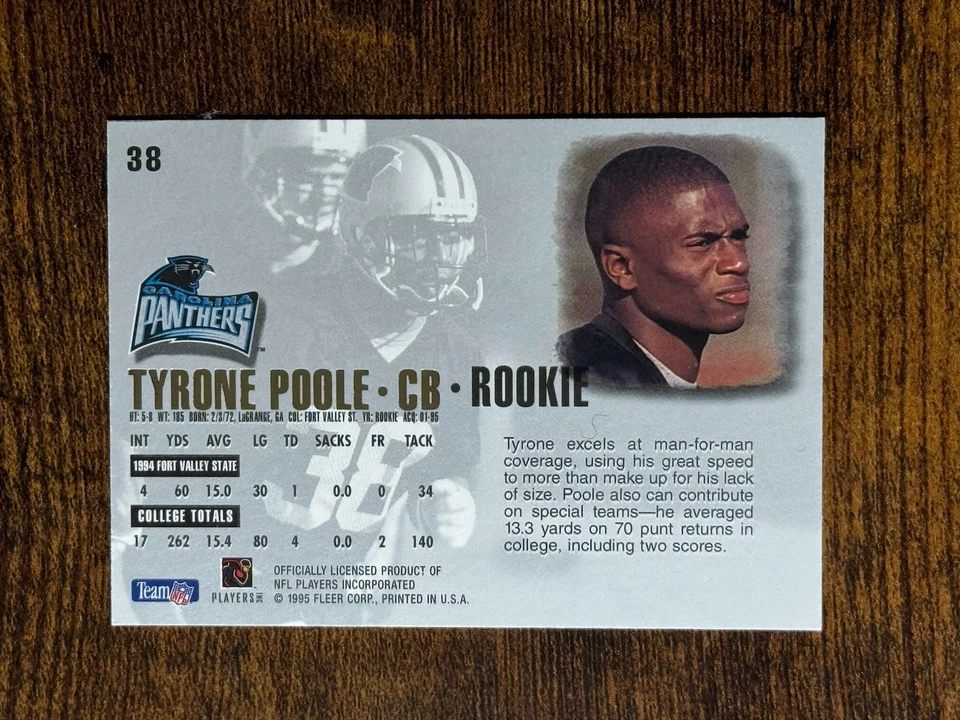 38
CAROLINA
PANTHERS
TM
TYRONE POOLE • CB • ROOKIE
HT: 5-8 WT: 185 BORN: 2/3/72, LaGRANGE, GA COL: FORT VALLEY ST. YR: ROOKIE ACQ: D1-95
INT YDS AVG LG TD SACKS FR TACK
1994 FORT VALLEY STATE
4 60 15.0 30 1 0.0 0 34
COLLEGE TOTALS
17 262 15.4 80 4 0.0 2 140
Tyrone excels at man-for-man
coverage, using his great speed
to more than make up for his lack
of size. Poole also can contribute
on special teams—he averaged
13.3 yards on 70 punt returns in
college, including two scores.
38
Team NFL
PLAYERS INC
OFFICIALLY LICENSED PRODUCT OF
NFL PLAYERS INCORPORATED
© 1995 FLEER CORP., PRINTED IN U.S.A.